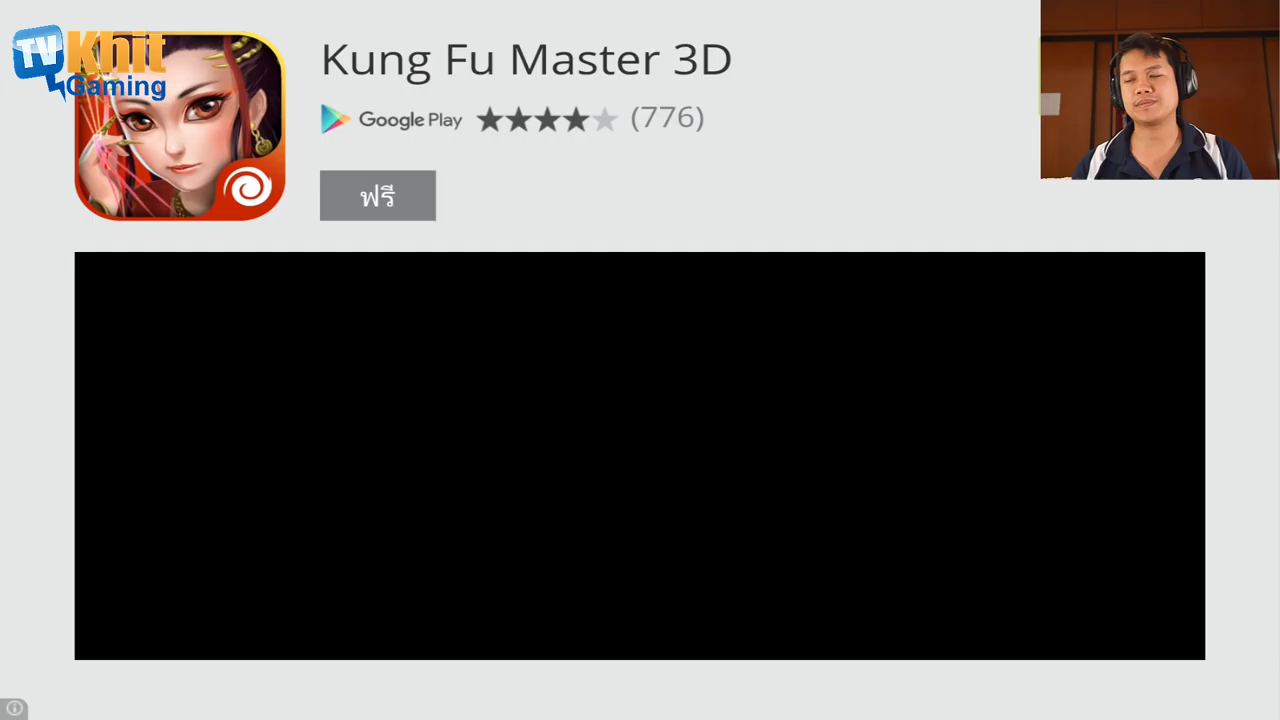 TV Khit
Gaming
Kung Fu Master 3D
Google Play (776)
ฟรี